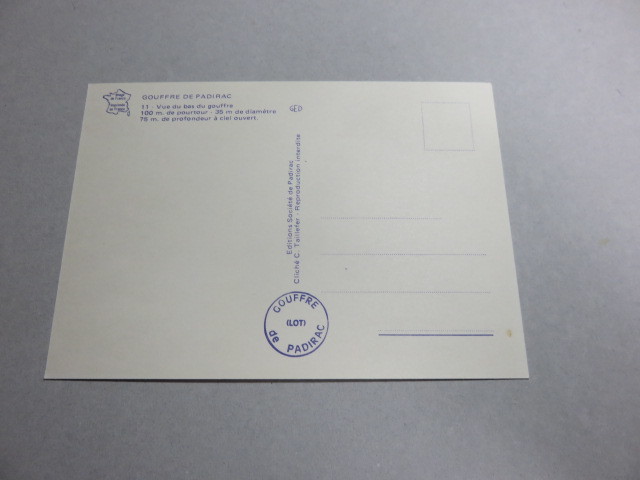 GOUFFRE DE PADIRAC
11 - Vue du bas du gouffre
100 m. de pourtour - 35 m de diamètre
75 m. de profondeur à ciel ouvert.
GED
Editions Société de Padirac
Cliché C. Taillefer - Reproduction interdite
GOUFFRE
(LOT)
de PADIRAC